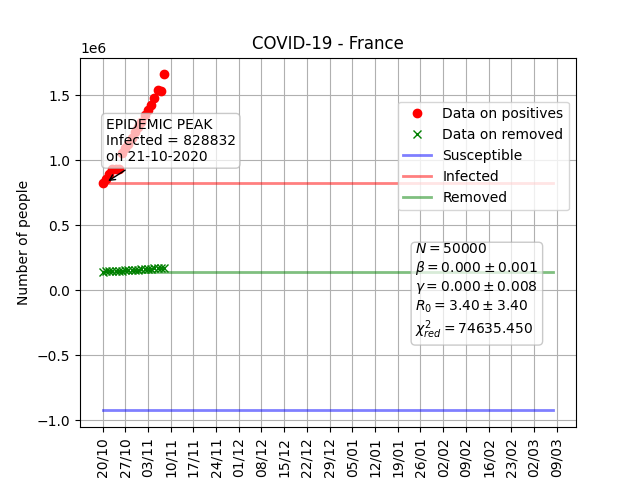 COVID-19 - France
1e6
1.5
1.0
0.5
0.0
−0.5
−1.0
Number of people
EPIDEMIC PEAK
Infected = 828832
on 21-10-2020
Data on positives
Data on removed
Susceptible
Infected
Removed
N = 50000
β = 0.000 ± 0.001
γ = 0.000 ± 0.008
R₀ = 3.40 ± 3.40
χ²red = 74635.450
20/10
27/10
03/11
10/11
17/11
24/11
01/12
08/12
15/12
22/12
29/12
05/01
12/01
19/01
26/01
02/02
09/02
16/02
23/02
02/03
09/03